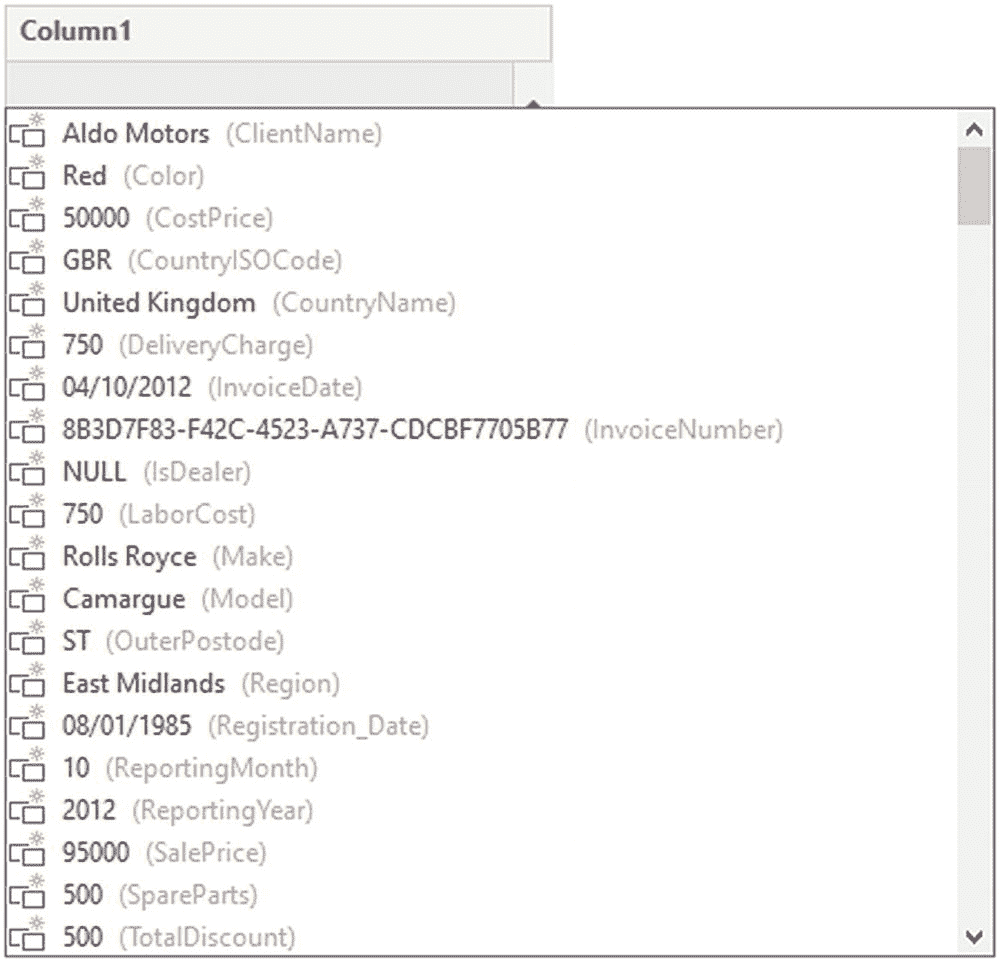 Column1
Aldo Motors (ClientName)
Red (Color)
50000 (CostPrice)
GBR (CountryISOCode)
United Kingdom (CountryName)
750 (DeliveryCharge)
04/10/2012 (InvoiceDate)
8B3D7F83-F42C-4523-A737-CDCBF7705B77 (InvoiceNumber)
NULL (IsDealer)
750 (LaborCost)
Rolls Royce (Make)
Camargue (Model)
ST (OuterPostode)
East Midlands (Region)
08/01/1985 (Registration_Date)
10 (ReportingMonth)
2012 (ReportingYear)
95000 (SalePrice)
500 (SpareParts)
500 (TotalDiscount)